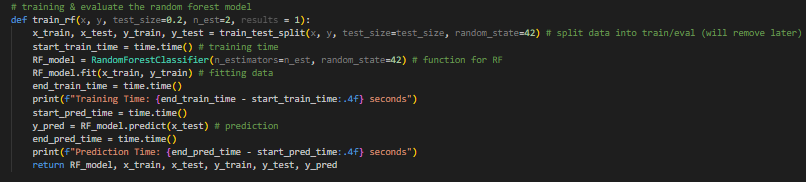 # training & evaluate the random forest model
def train_rf(x, y, test_size=0.2, n_est=2, results = 1):
    x_train, x_test, y_train, y_test = train_test_split(x, y, test_size=test_size, random_state=42) # split data into train/eval (will remove later)
    start_train_time = time.time() # training time
    RF_model = RandomForestClassifier(n_estimators=n_est, random_state=42) # function for RF
    RF_model.fit(x_train, y_train) # fitting data
    end_train_time = time.time()
    print(f"Training Time: {end_train_time - start_train_time:.4f} seconds")
    start_pred_time = time.time()
    y_pred = RF_model.predict(x_test) # prediction
    end_pred_time = time.time()
    print(f"Prediction Time: {end_pred_time - start_pred_time:.4f} seconds")
    return RF_model, x_train, x_test, y_train, y_test, y_pred